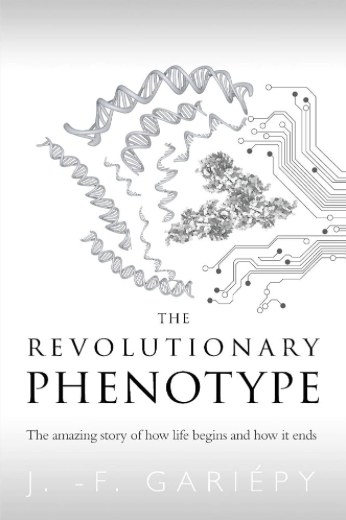 THE
REVOLUTIONARY
PHENOTYPE
The amazing story of how life begins and how it ends
J. -F. GARIÉPY